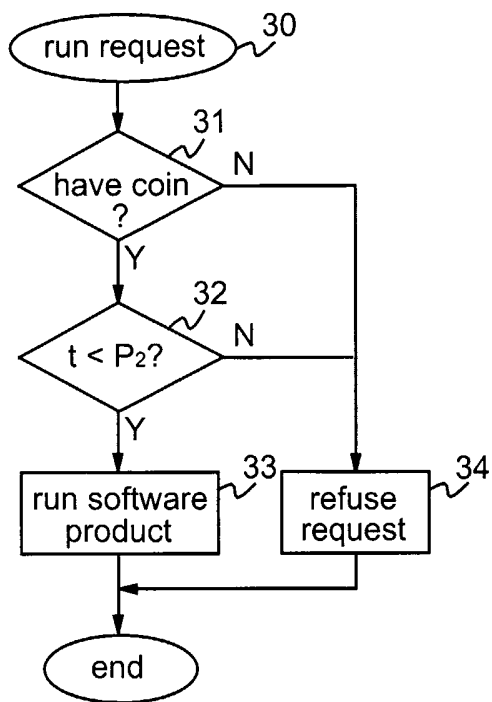 run request
30
31
have coin
?
N
Y
32
t < P₂?
N
Y
33
run software
product
34
refuse
request
end